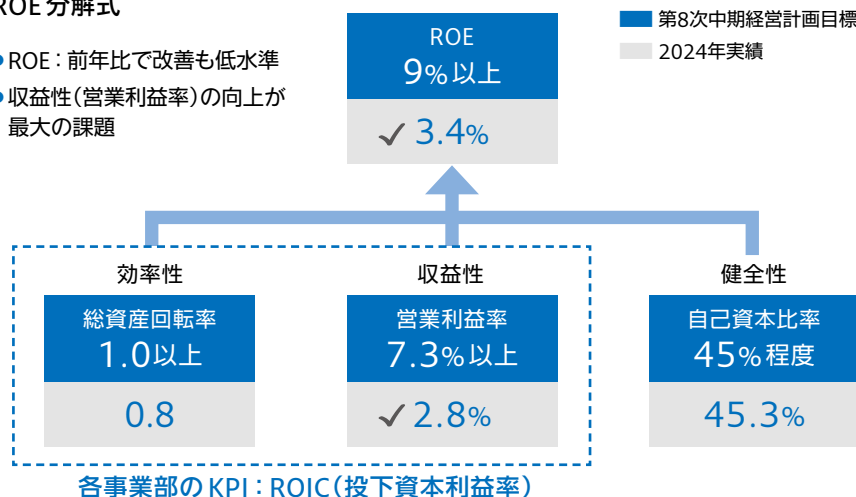 ROE 分解式
ROE：前年比で改善も低水準
収益性（営業利益率）の向上が
最大の課題
第8次中期経営計画目標
2024年実績
ROE
9%以上
✓ 3.4%
効率性
総資産回転率
1.0以上
0.8
収益性
営業利益率
7.3%以上
✓ 2.8%
健全性
自己資本比率
45%程度
45.3%
各事業部の KPI：ROIC（投下資本利益率）